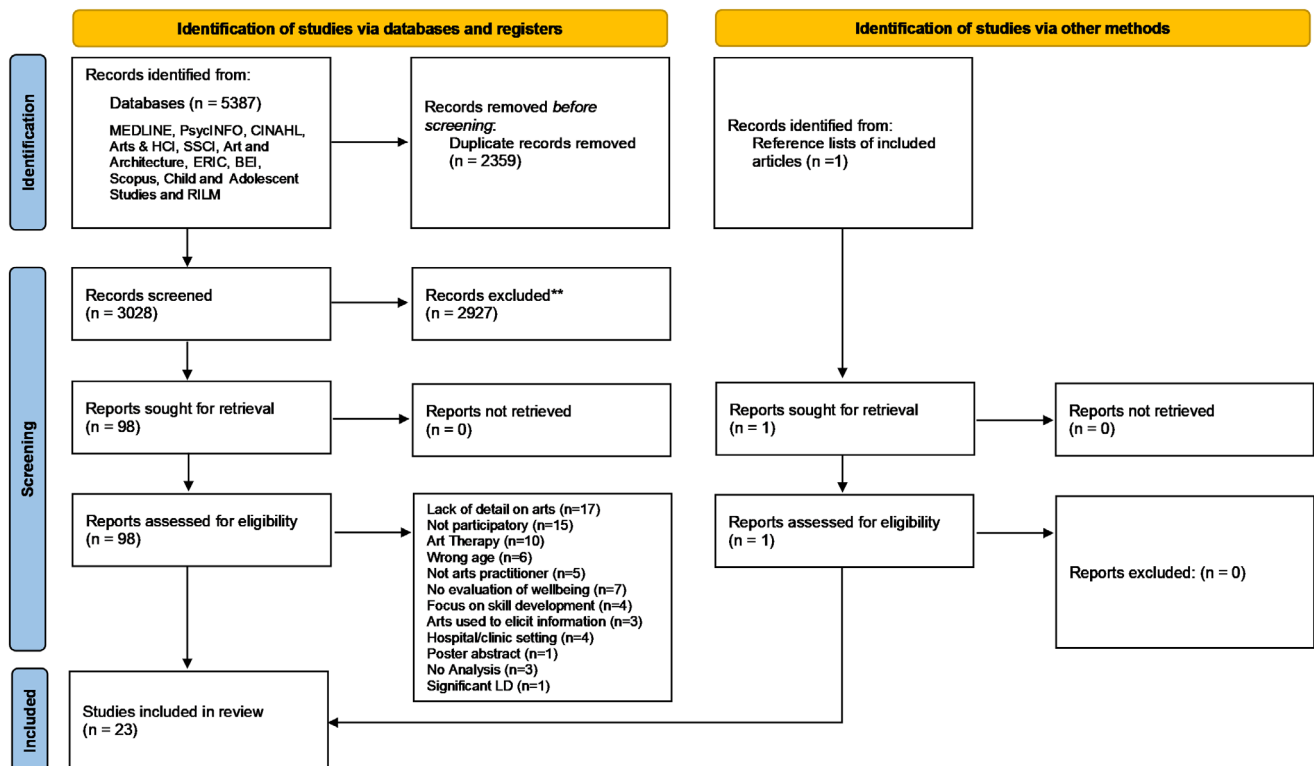 Identification of studies via databases and registers
Identification of studies via other methods
Identification
Records identified from:
Databases (n = 5387)
MEDLINE, PsycINFO, CINAHL,
Arts & HCI, SSCI, Art and
Architecture, ERIC, BEI,
Scopus, Child and Adolescent
Studies and RILM
Records removed before
screening:
Duplicate records removed
(n = 2359)
Records identified from:
Reference lists of included
articles (n =1)
Screening
Records screened
(n = 3028)
Records excluded**
(n = 2927)
Reports sought for retrieval
(n = 98)
Reports not retrieved
(n = 0)
Reports sought for retrieval
(n = 1)
Reports not retrieved
(n = 0)
Reports assessed for eligibility
(n = 98)
Lack of detail on arts (n=17)
Not participatory (n=15)
Art Therapy (n=10)
Wrong age (n=6)
Not arts practitioner (n=5)
No evaluation of wellbeing (n=7)
Focus on skill development (n=4)
Arts used to elicit information (n=3)
Hospital/clinic setting (n=4)
Poster abstract (n=1)
No Analysis (n=3)
Significant LD (n=1)
Reports assessed for eligibility
(n = 1)
Reports excluded: (n = 0)
Included
Studies included in review
(n = 23)